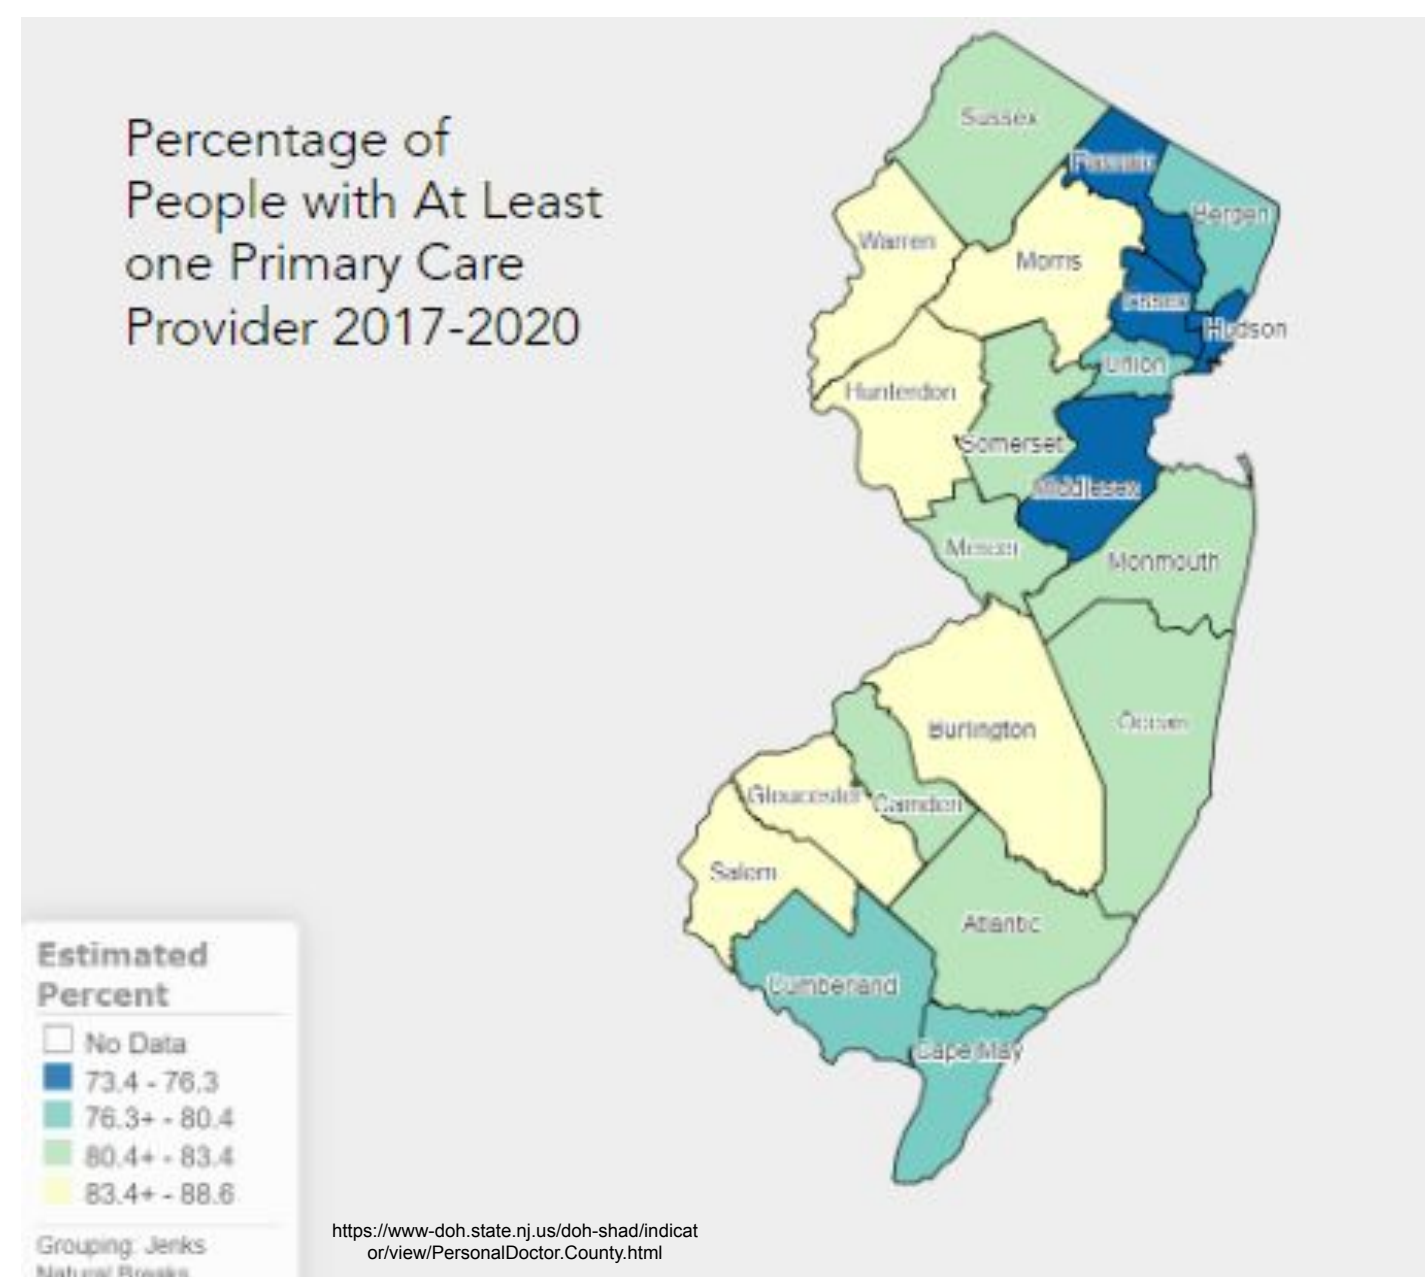 Percentage of
People with At Least
one Primary Care
Provider 2017-2020
Sussex
Passaic
Bergen
Warren
Morris
Essex
Hudson
Union
Hunterdon
Somerset
Middlesex
Mercer
Monmouth
Ocean
Burlington
Gloucester
Camden
Salem
Atlantic
Cumberland
Cape May
Estimated
Percent
No Data
73.4 - 76.3
76.3+ - 80.4
80.4+ - 83.4
83.4+ - 88.6
Grouping: Jenks
Natural Breaks
https://www-doh.state.nj.us/doh-shad/indicat
or/view/PersonalDoctor.County.html